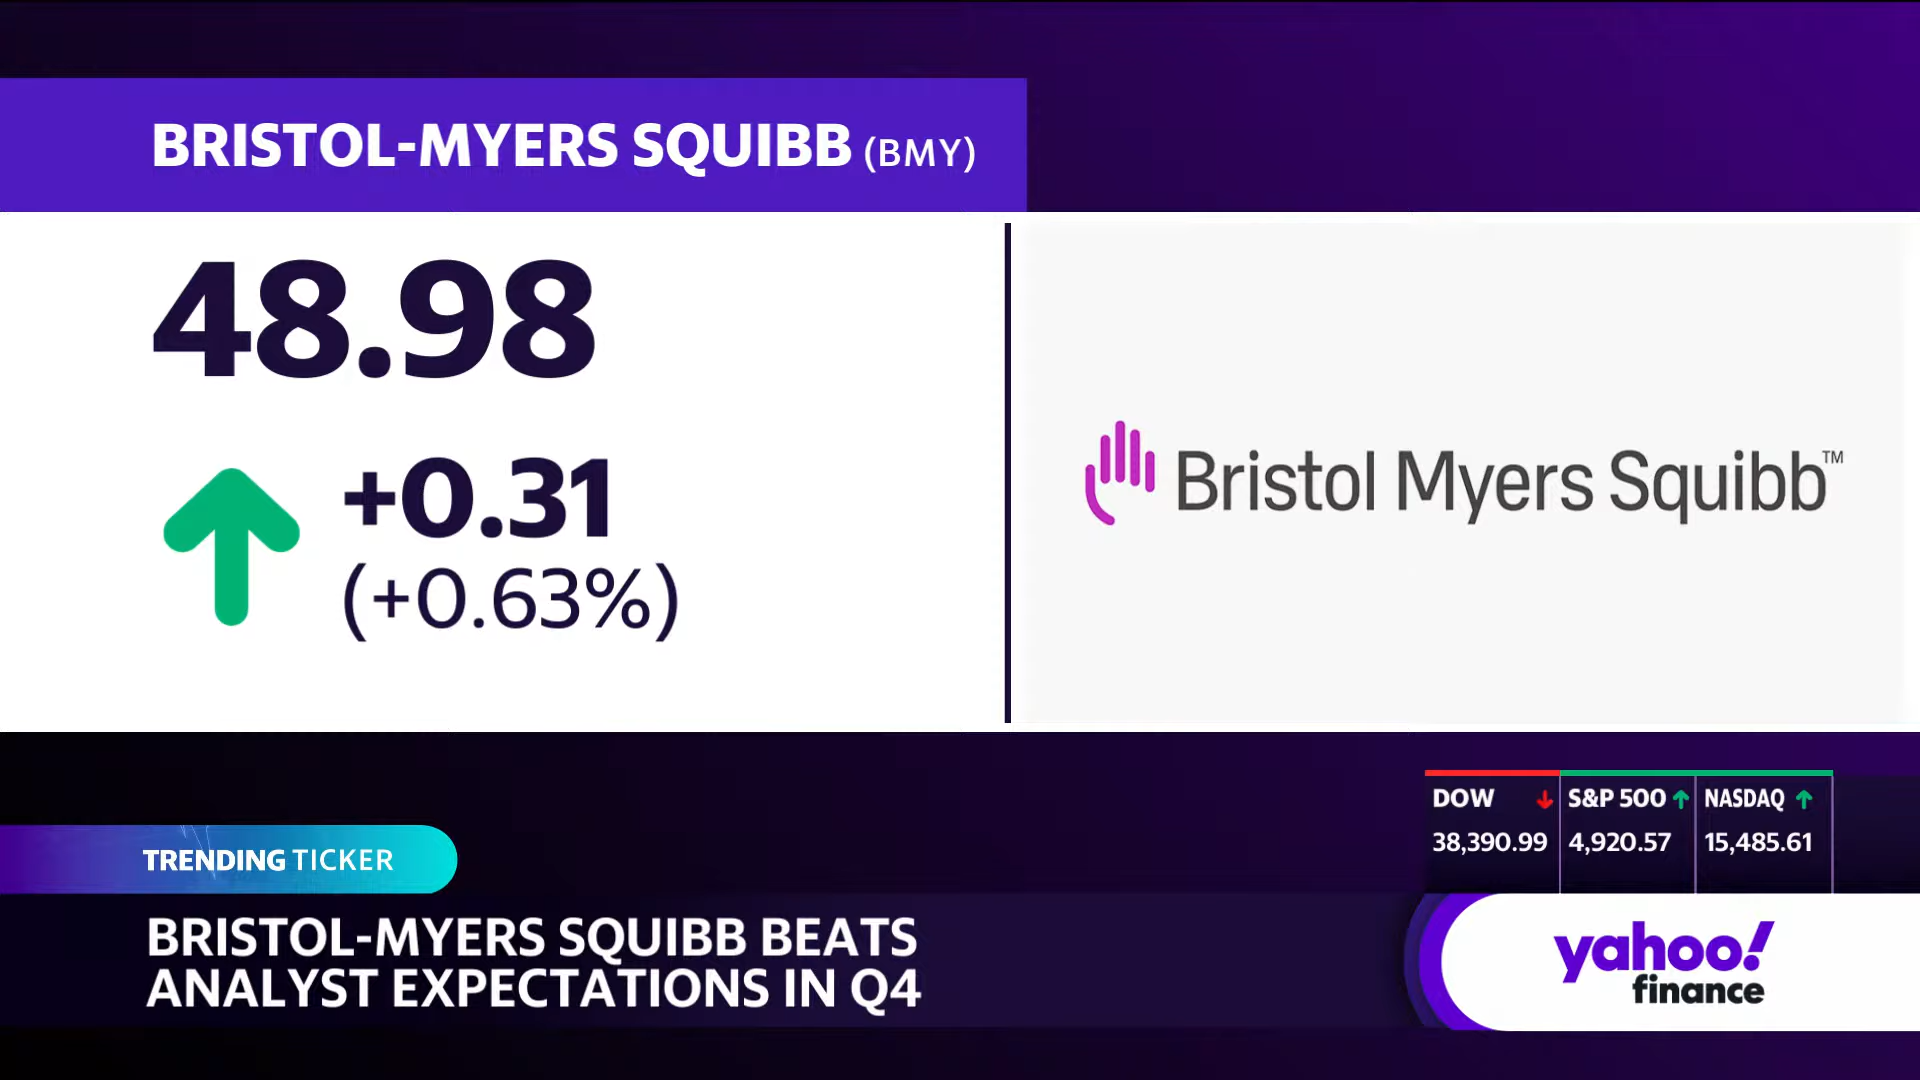 BRISTOL-MYERS SQUIBB (BMY)
48.98
+0.31
(+0.63%)
Bristol Myers Squibb™
DOW S&P 500 NASDAQ
38,390.99 4,920.57 15,485.61
TRENDING TICKER
BRISTOL-MYERS SQUIBB BEATS
ANALYST EXPECTATIONS IN Q4
yahoo!
finance